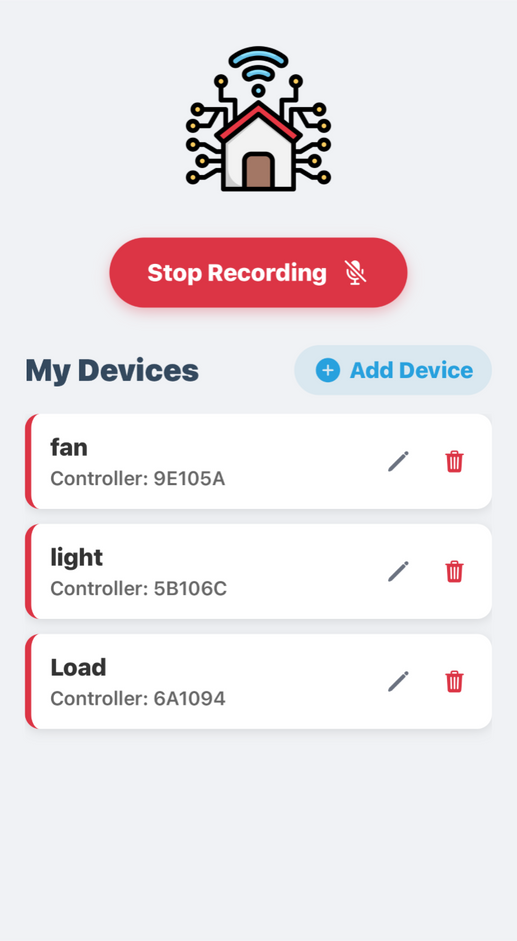 Stop Recording
My Devices
Add Device
fan
Controller: 9E105A
light
Controller: 5B106C
Load
Controller: 6A1094